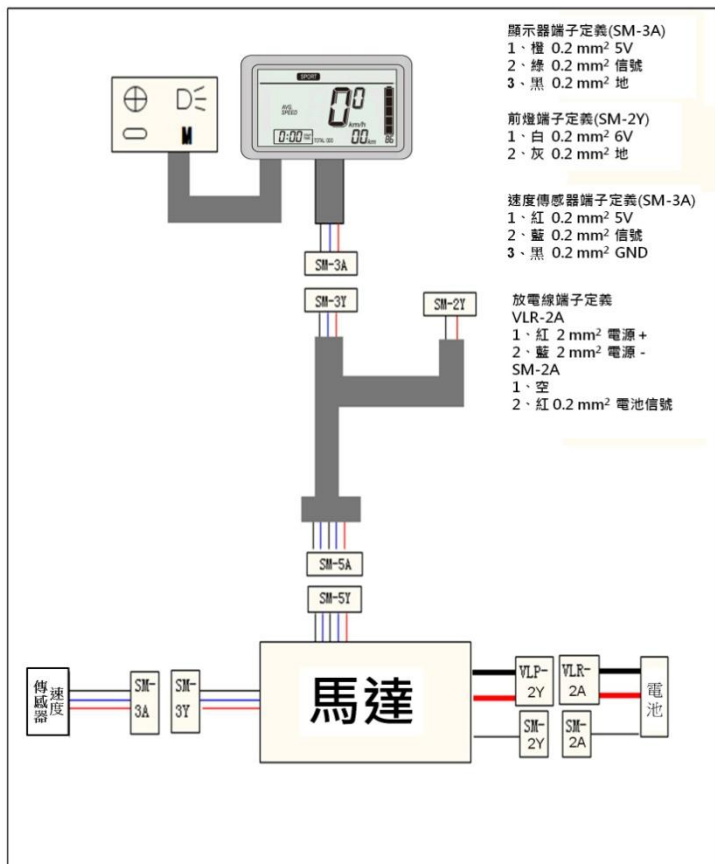 顯示器端子定義(SM-3A)
1、橙 0.2 mm² 5V
2、綠 0.2 mm² 信號
3、黑 0.2 mm² 地
前燈端子定義(SM-2Y)
1、白 0.2 mm² 6V
2、灰 0.2 mm² 地
速度傳感器端子定義(SM-3A)
1、紅 0.2 mm² 5V
2、藍 0.2 mm² 信號
3、黑 0.2 mm² GND
放電線端子定義
VLR-2A
1、紅 2 mm² 電源 +
2、藍 2 mm² 電源 -
SM-2A
1、空
2、紅 0.2 mm² 電池信號
M
SPORT
AVG
SPEED
00
Km/h
0:00
TOTAL ODO
00 Km
86
SM-3A
SM-3Y
SM-2Y
SM-5A
SM-5Y
速度
傳感器
SM-
3A
SM-
3Y
馬達
VLP-
2Y
VLR-
2A
SM-
2Y
SM-
2A
電池